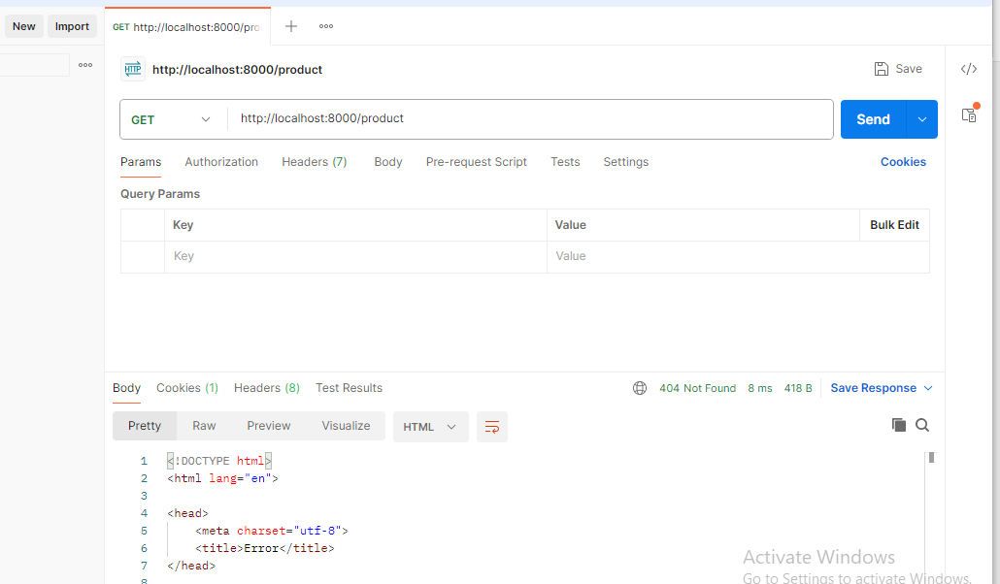 New Import GET http://localhost:8000/pro
HTTP http://localhost:8000/product Save
GET http://localhost:8000/product Send
Params Authorization Headers (7) Body Pre-request Script Tests Settings Cookies
Query Params
Key Value Bulk Edit
Key Value
Body Cookies (1) Headers (8) Test Results 404 Not Found 8 ms 418 B Save Response
Pretty Raw Preview Visualize HTML
1 <!DOCTYPE html>
2 <html lang="en">
3
4 <head>
5 <meta charset="utf-8">
6 <title>Error</title>
7 </head>
8
Activate Windows
Go to Settings to activate Windows.